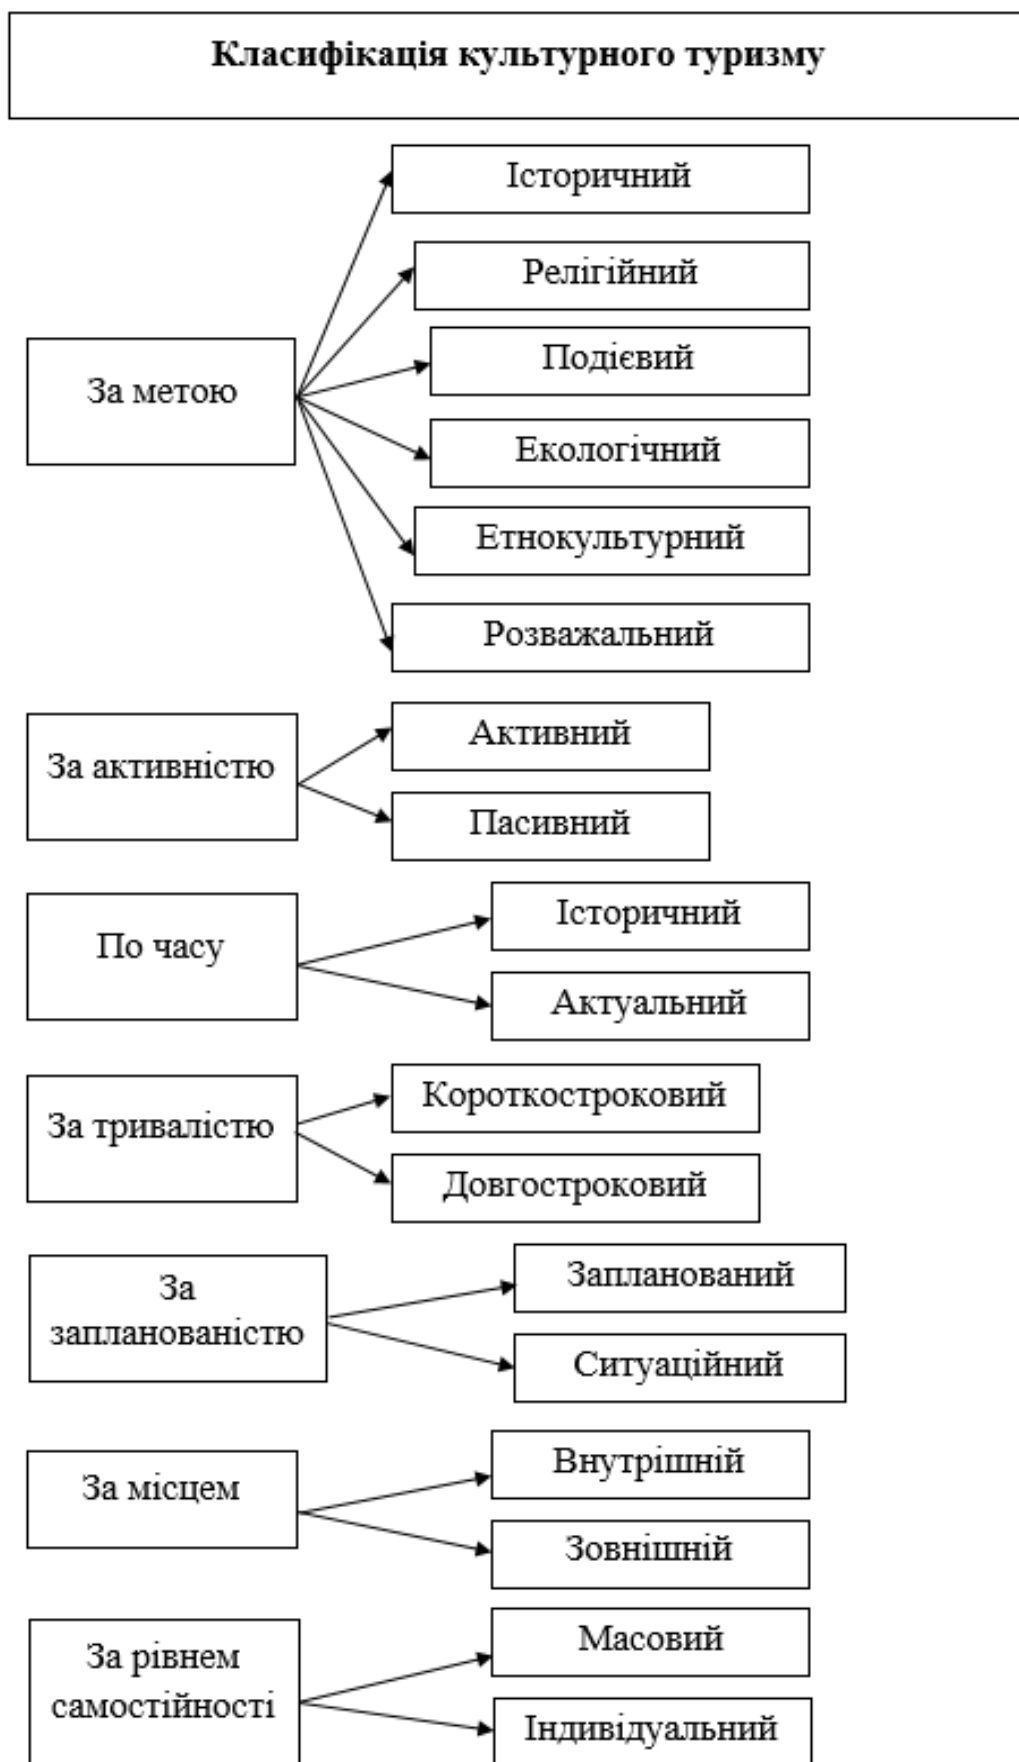 Класифікація культурного туризму
За метою
Історичний
Релігійний
Подієвий
Екологічний
Етнокультурний
Розважальний
За активністю
Активний
Пасивний
По часу
Історичний
Актуальний
За тривалістю
Короткостроковий
Довгостроковий
За
запланованістю
Запланований
Ситуаційний
За місцем
Внутрішній
Зовнішній
За рівнем
самостійності
Масовий
Індивідуальний